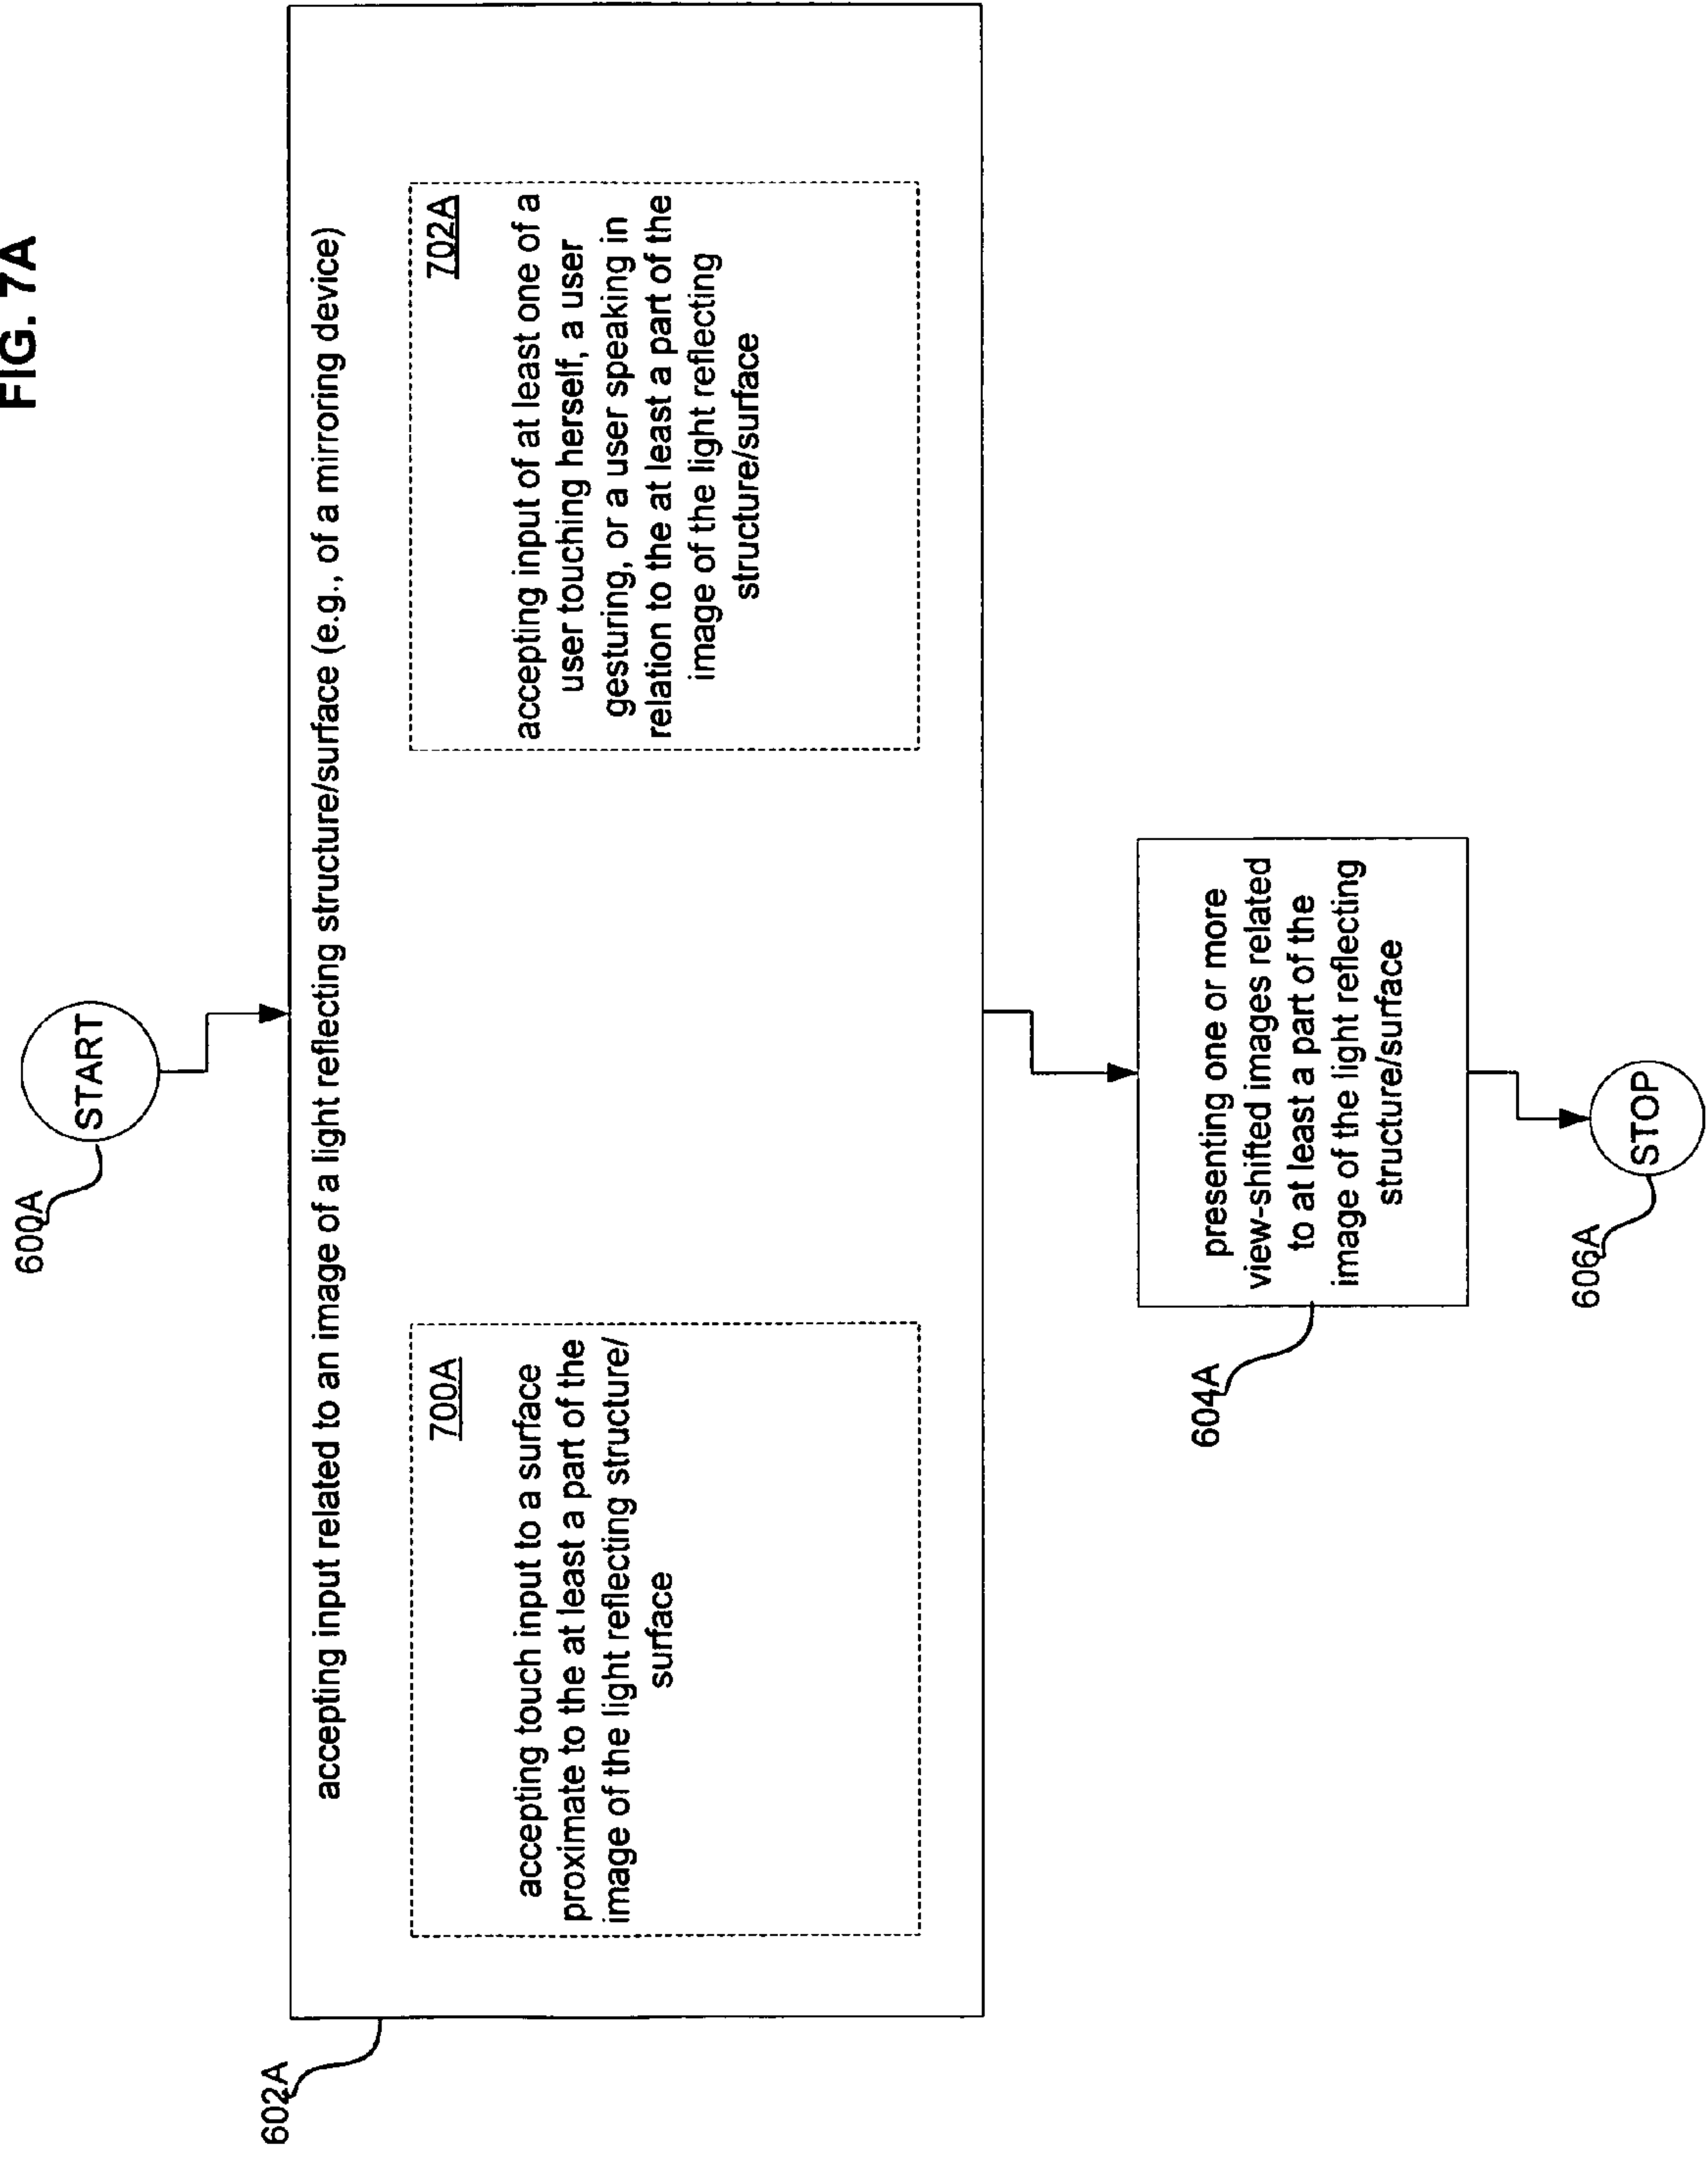 FIG. 7A
600A
START
602A
accepting input related to an image of a light reflecting structure/surface (e.g., of a mirroring device)
700A
accepting touch input to a surface
proximate to the at least a part of the
image of the light reflecting structure/
surface
702A
accepting input of at least one of a
user touching herself, a user
gesturing, or a user speaking in
relation to the at least a part of the
image of the light reflecting
structure/surface
604A
presenting one or more
view-shifted images related
to at least a part of the
image of the light reflecting
structure/surface
606A
STOP